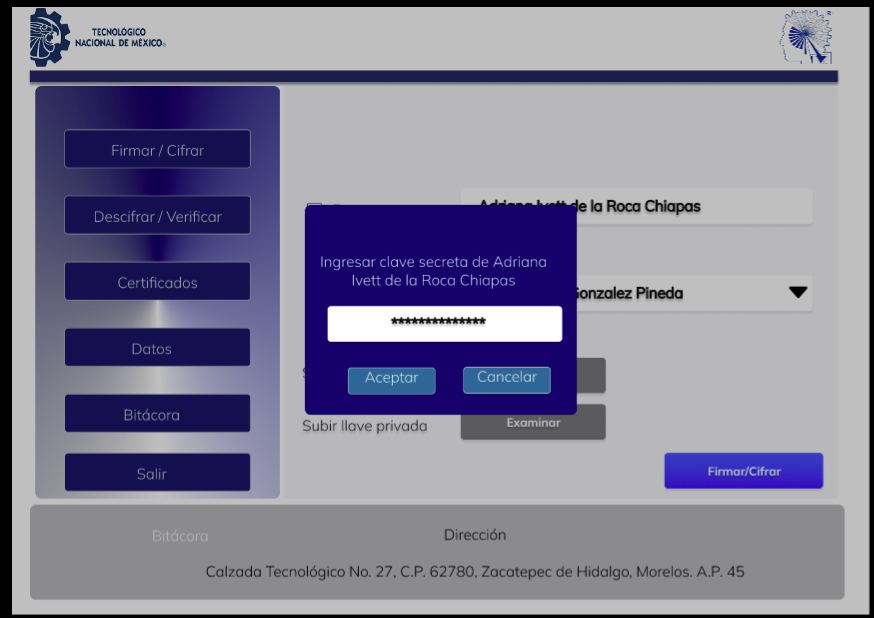 TECNOLÓGICO
NACIONAL DE MÉXICO®
Firmar / Cifrar
Descifrar / Verificar
Certificados
Datos
Bitácora
Salir
Adriana Ivett de la Roca Chiapas
Gonzalez Pineda
Ingresar clave secreta de Adriana
Ivett de la Roca Chiapas
**************
Aceptar
Cancelar
Subir llave privada
Examinar
Firmar/Cifrar
Bitácora
Dirección
Calzada Tecnológico No. 27, C.P. 62780, Zacatepec de Hidalgo, Morelos. A.P. 45